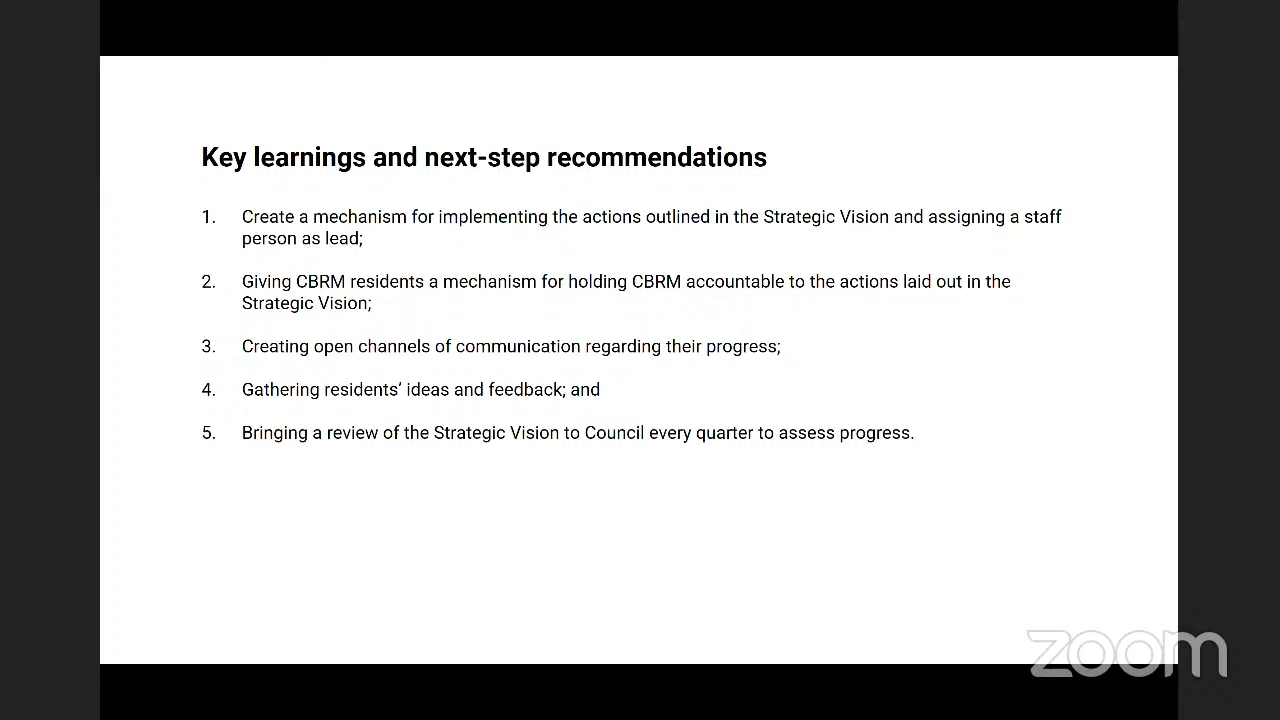 Key learnings and next-step recommendations
1. Create a mechanism for implementing the actions outlined in the Strategic Vision and assigning a staff
person as lead;
2. Giving CBRM residents a mechanism for holding CBRM accountable to the actions laid out in the
Strategic Vision;
3. Creating open channels of communication regarding their progress;
4. Gathering residents’ ideas and feedback; and
5. Bringing a review of the Strategic Vision to Council every quarter to assess progress.
zoom